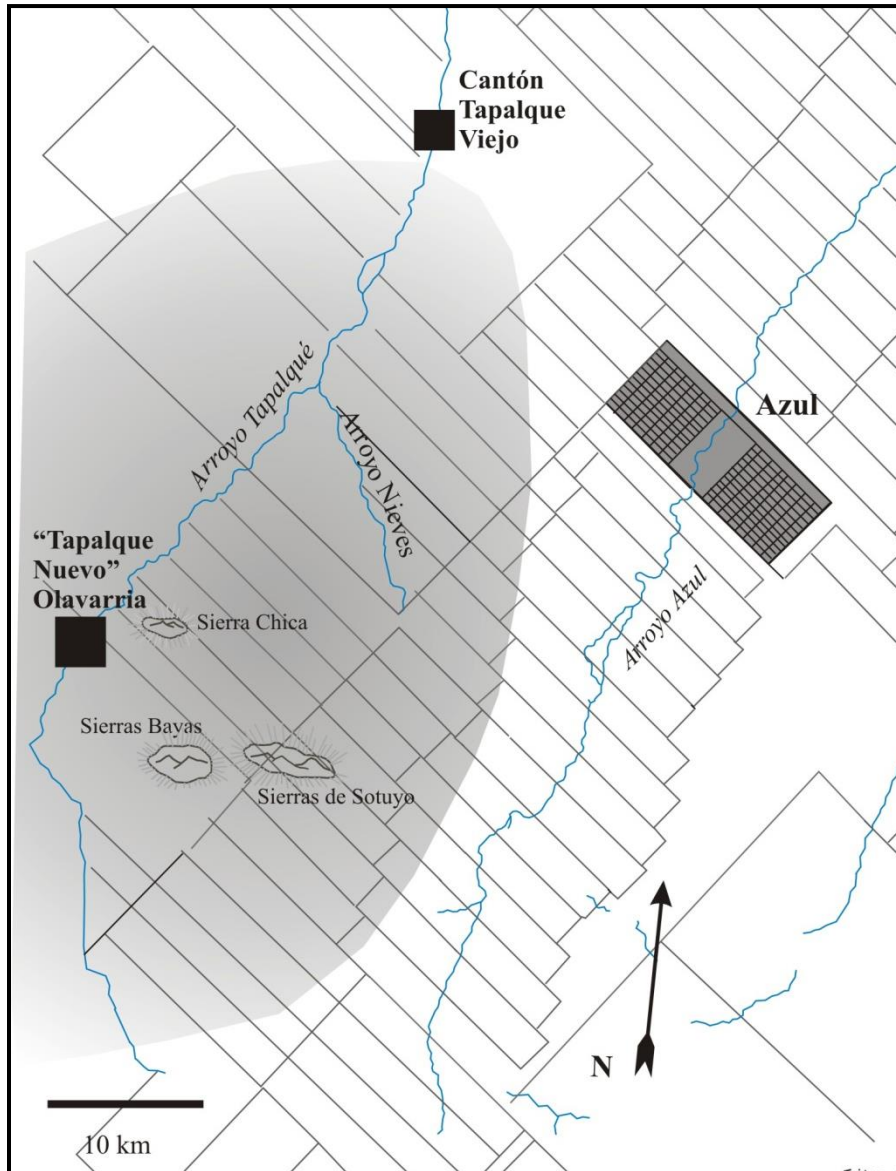 Cantón
Tapalque
Viejo
Azul
Arroyo Tapalqué
Arroyo Nieves
Arroyo Azul
“Tapalque
Nuevo”
Olavarria
Sierra Chica
Sierras Bayas
Sierras de Sotuyo
N
10 km